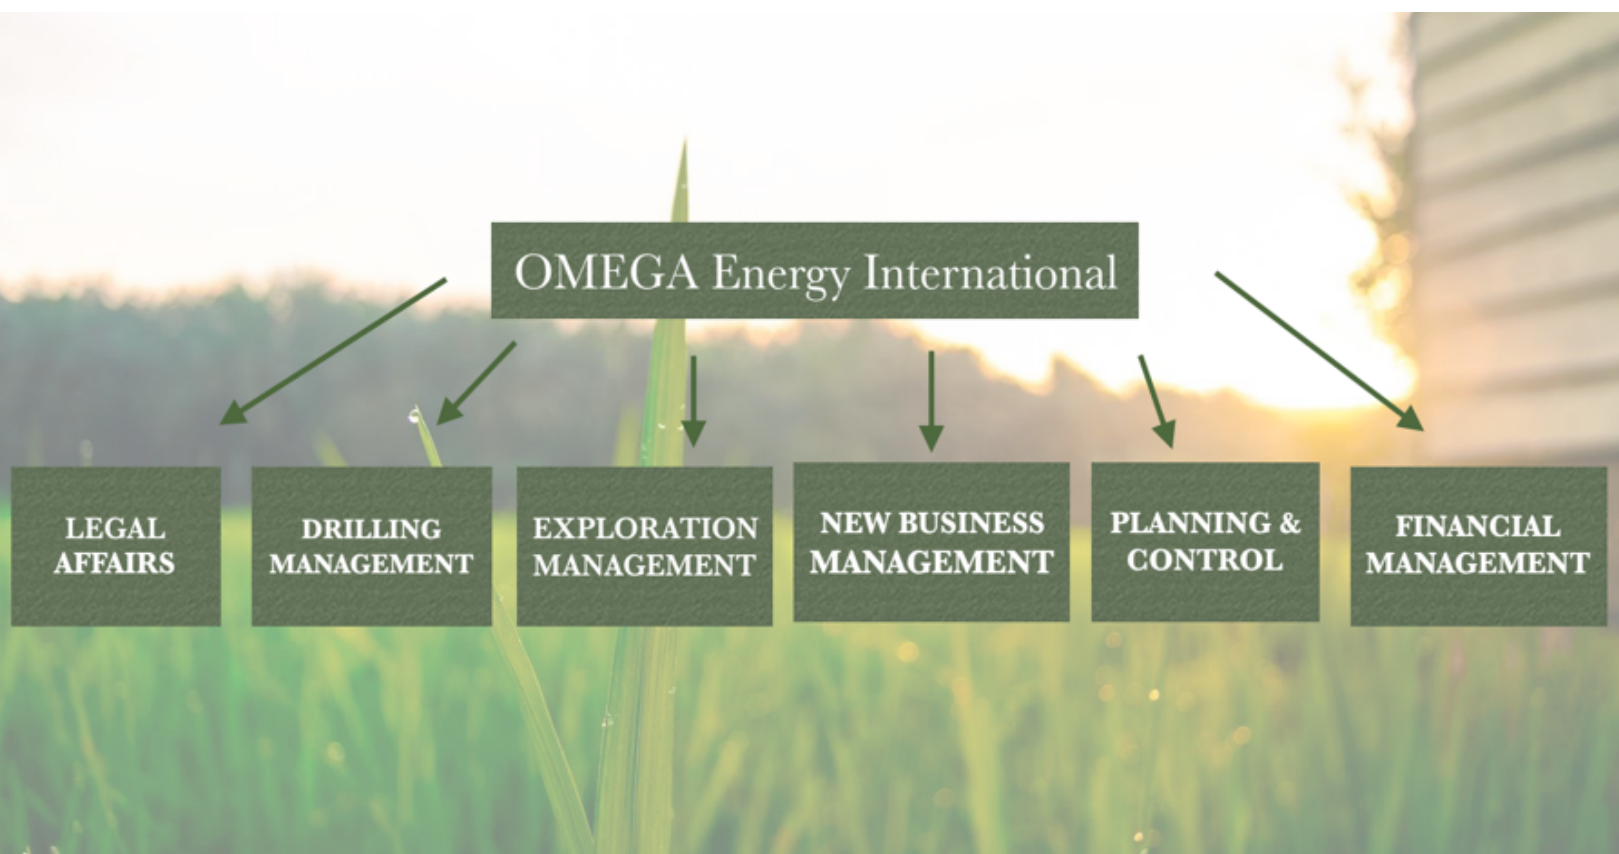 OMEGA Energy International
LEGAL
AFFAIRS
DRILLING
MANAGEMENT
EXPLORATION
MANAGEMENT
NEW BUSINESS
MANAGEMENT
PLANNING &
CONTROL
FINANCIAL
MANAGEMENT